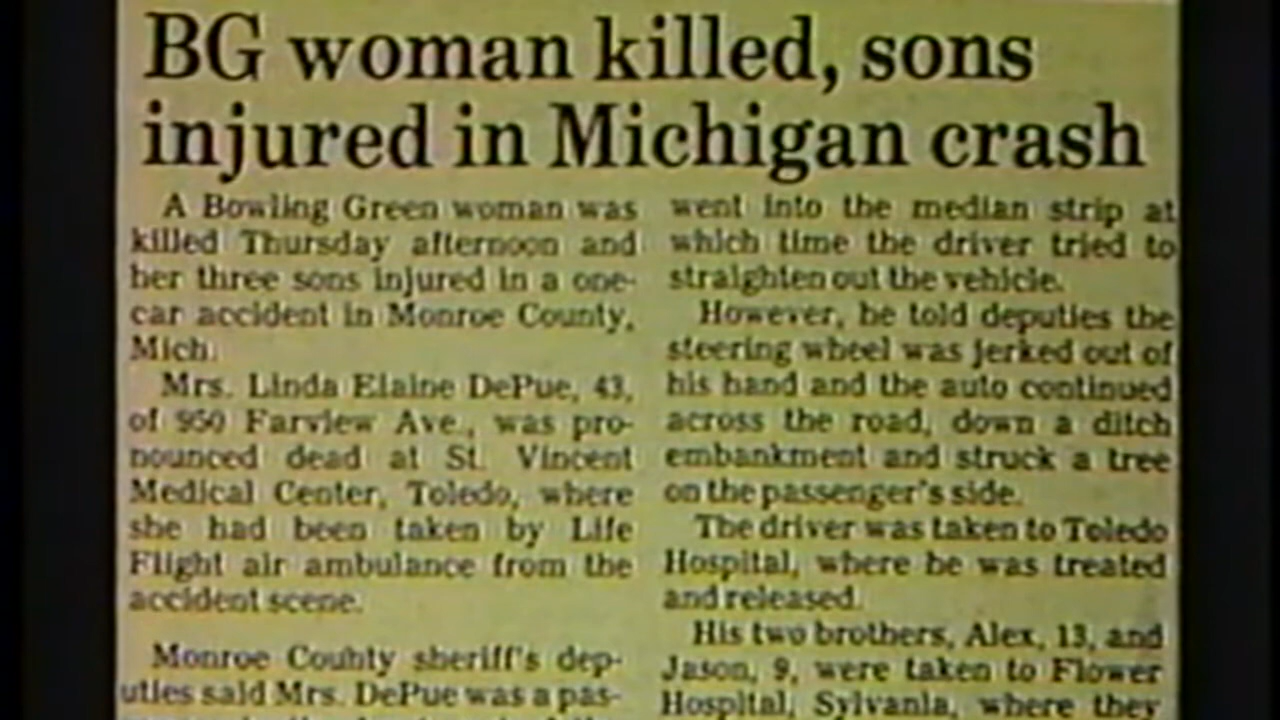 BG woman killed, sons
injured in Michigan crash
A Bowling Green woman was
killed Thursday afternoon and
her three sons injured in a one-
car accident in Monroe County,
Mich.
Mrs. Linda Elaine DePue, 43,
of 950 Farview Ave., was pro-
nounced dead at St. Vincent
Medical Center, Toledo, where
she had been taken by Life
Flight air ambulance from the
accident scene.
Monroe County sheriff's dep-
uties said Mrs. DePue was a pas-
went into the median strip at
which time the driver tried to
straighten out the vehicle.
However, he told deputies the
steering wheel was jerked out of
his hand and the auto continued
across the road, down a ditch
embankment and struck a tree
on the passenger's side.
The driver was taken to Toledo
Hospital, where he was treated
and released.
His two brothers, Alex, 13, and
Jason, 9, were taken to Flower
Hospital, Sylvania, where they